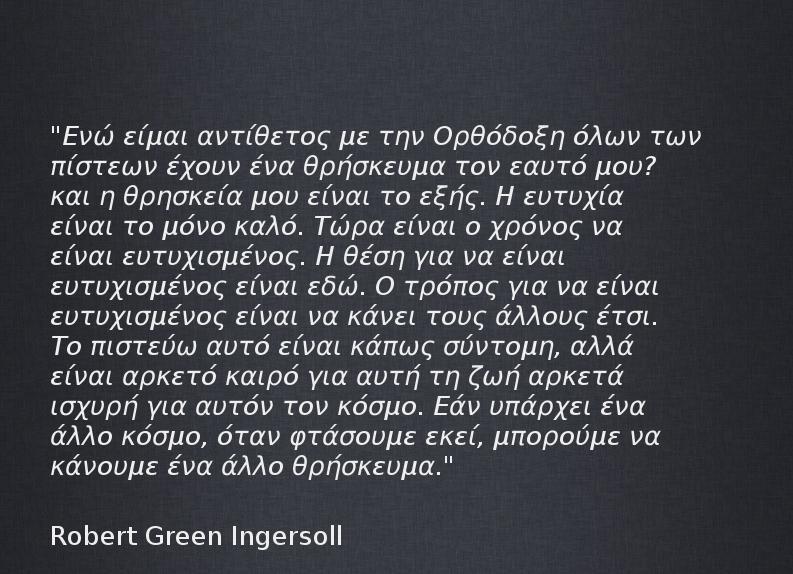 "Ενώ είμαι αντίθετος με την Ορθόδοξη όλων των
πίστεων έχουν ένα θρήσκευμα τον εαυτό μου?
και η θρησκεία μου είναι το εξής. Η ευτυχία
είναι το μόνο καλό. Τώρα είναι ο χρόνος να
είναι ευτυχισμένος. Η θέση για να είναι
ευτυχισμένος είναι εδώ. Ο τρόπος για να είναι
ευτυχισμένος είναι να κάνει τους άλλους έτσι.
Το πιστεύω αυτό είναι κάπως σύντομη, αλλά
είναι αρκετό καιρό για αυτή τη ζωή αρκετά
ισχυρή για αυτόν τον κόσμο. Εάν υπάρχει ένα
άλλο κόσμο, όταν φτάσουμε εκεί, μπορούμε να
κάνουμε ένα άλλο θρήσκευμα."
Robert Green Ingersoll